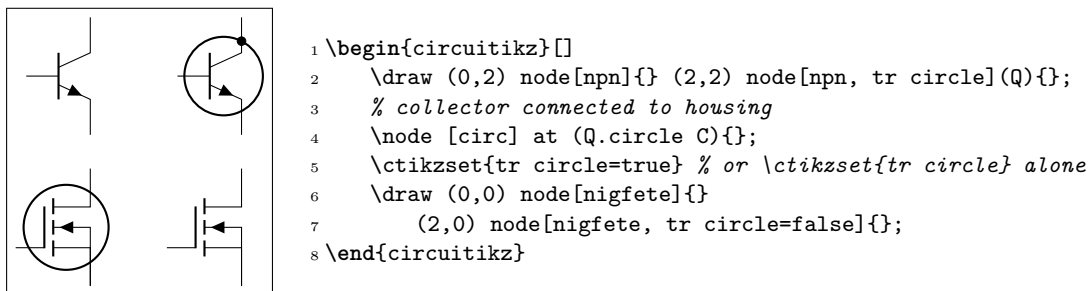 1 \begin{circuitikz}[]
2 \draw (0,2) node[npn]{} (2,2) node[npn, tr circle](Q){};
3 % collector connected to housing
4 \node [circ] at (Q.circle C){};
5 \ctikzset{tr circle=true} % or \ctikzset{tr circle} alone
6 \draw (0,0) node[nigfete]{}
7 (2,0) node[nigfete, tr circle=false]{};
8 \end{circuitikz}